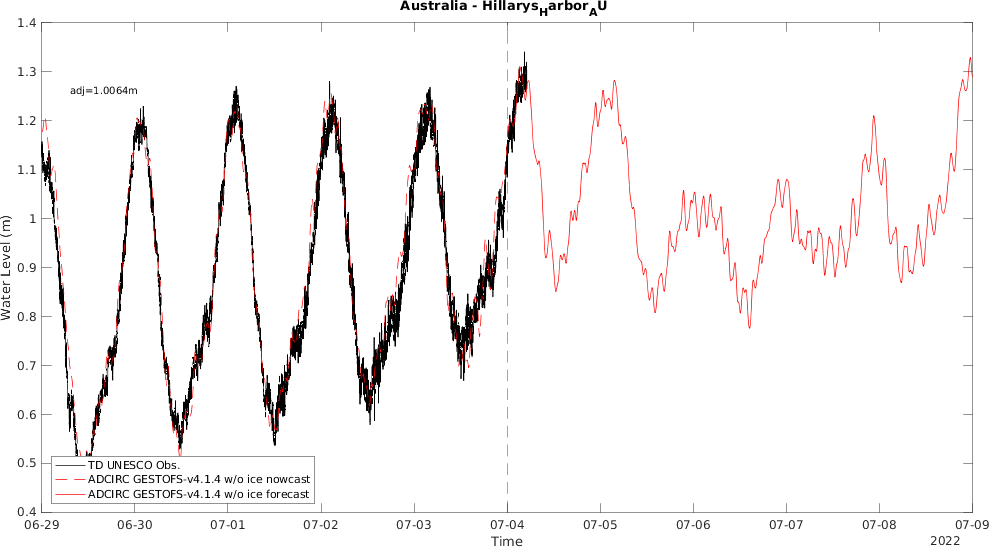 Australia - HillarysHarborAU
1.4
1.3
adj=1.0064m
1.2
1.1
1
0.9
0.8
0.7
0.6
0.5
0.4
Water Level (m)
TD UNESCO Obs.
ADCIRC GESTOFS-v4.1.4 w/o ice nowcast
ADCIRC GESTOFS-v4.1.4 w/o ice forecast
06-29 06-30 07-01 07-02 07-03 07-04 07-05 07-06 07-07 07-08 07-09
Time
2022